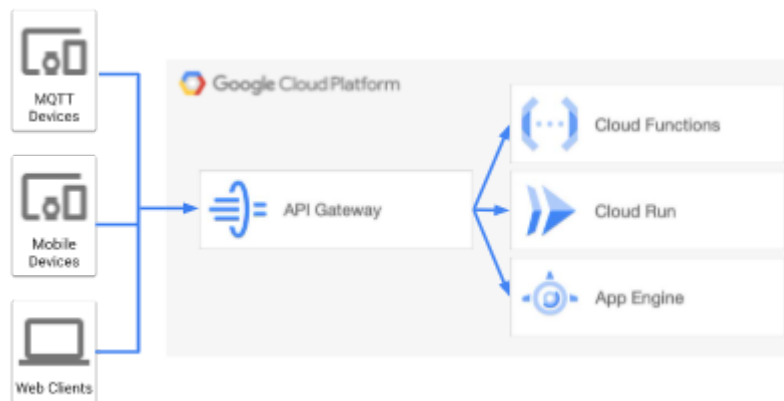 MQTT
Devices
Google Cloud Platform
Cloud Functions
API Gateway
Cloud Run
Mobile
Devices
App Engine
Web Clients